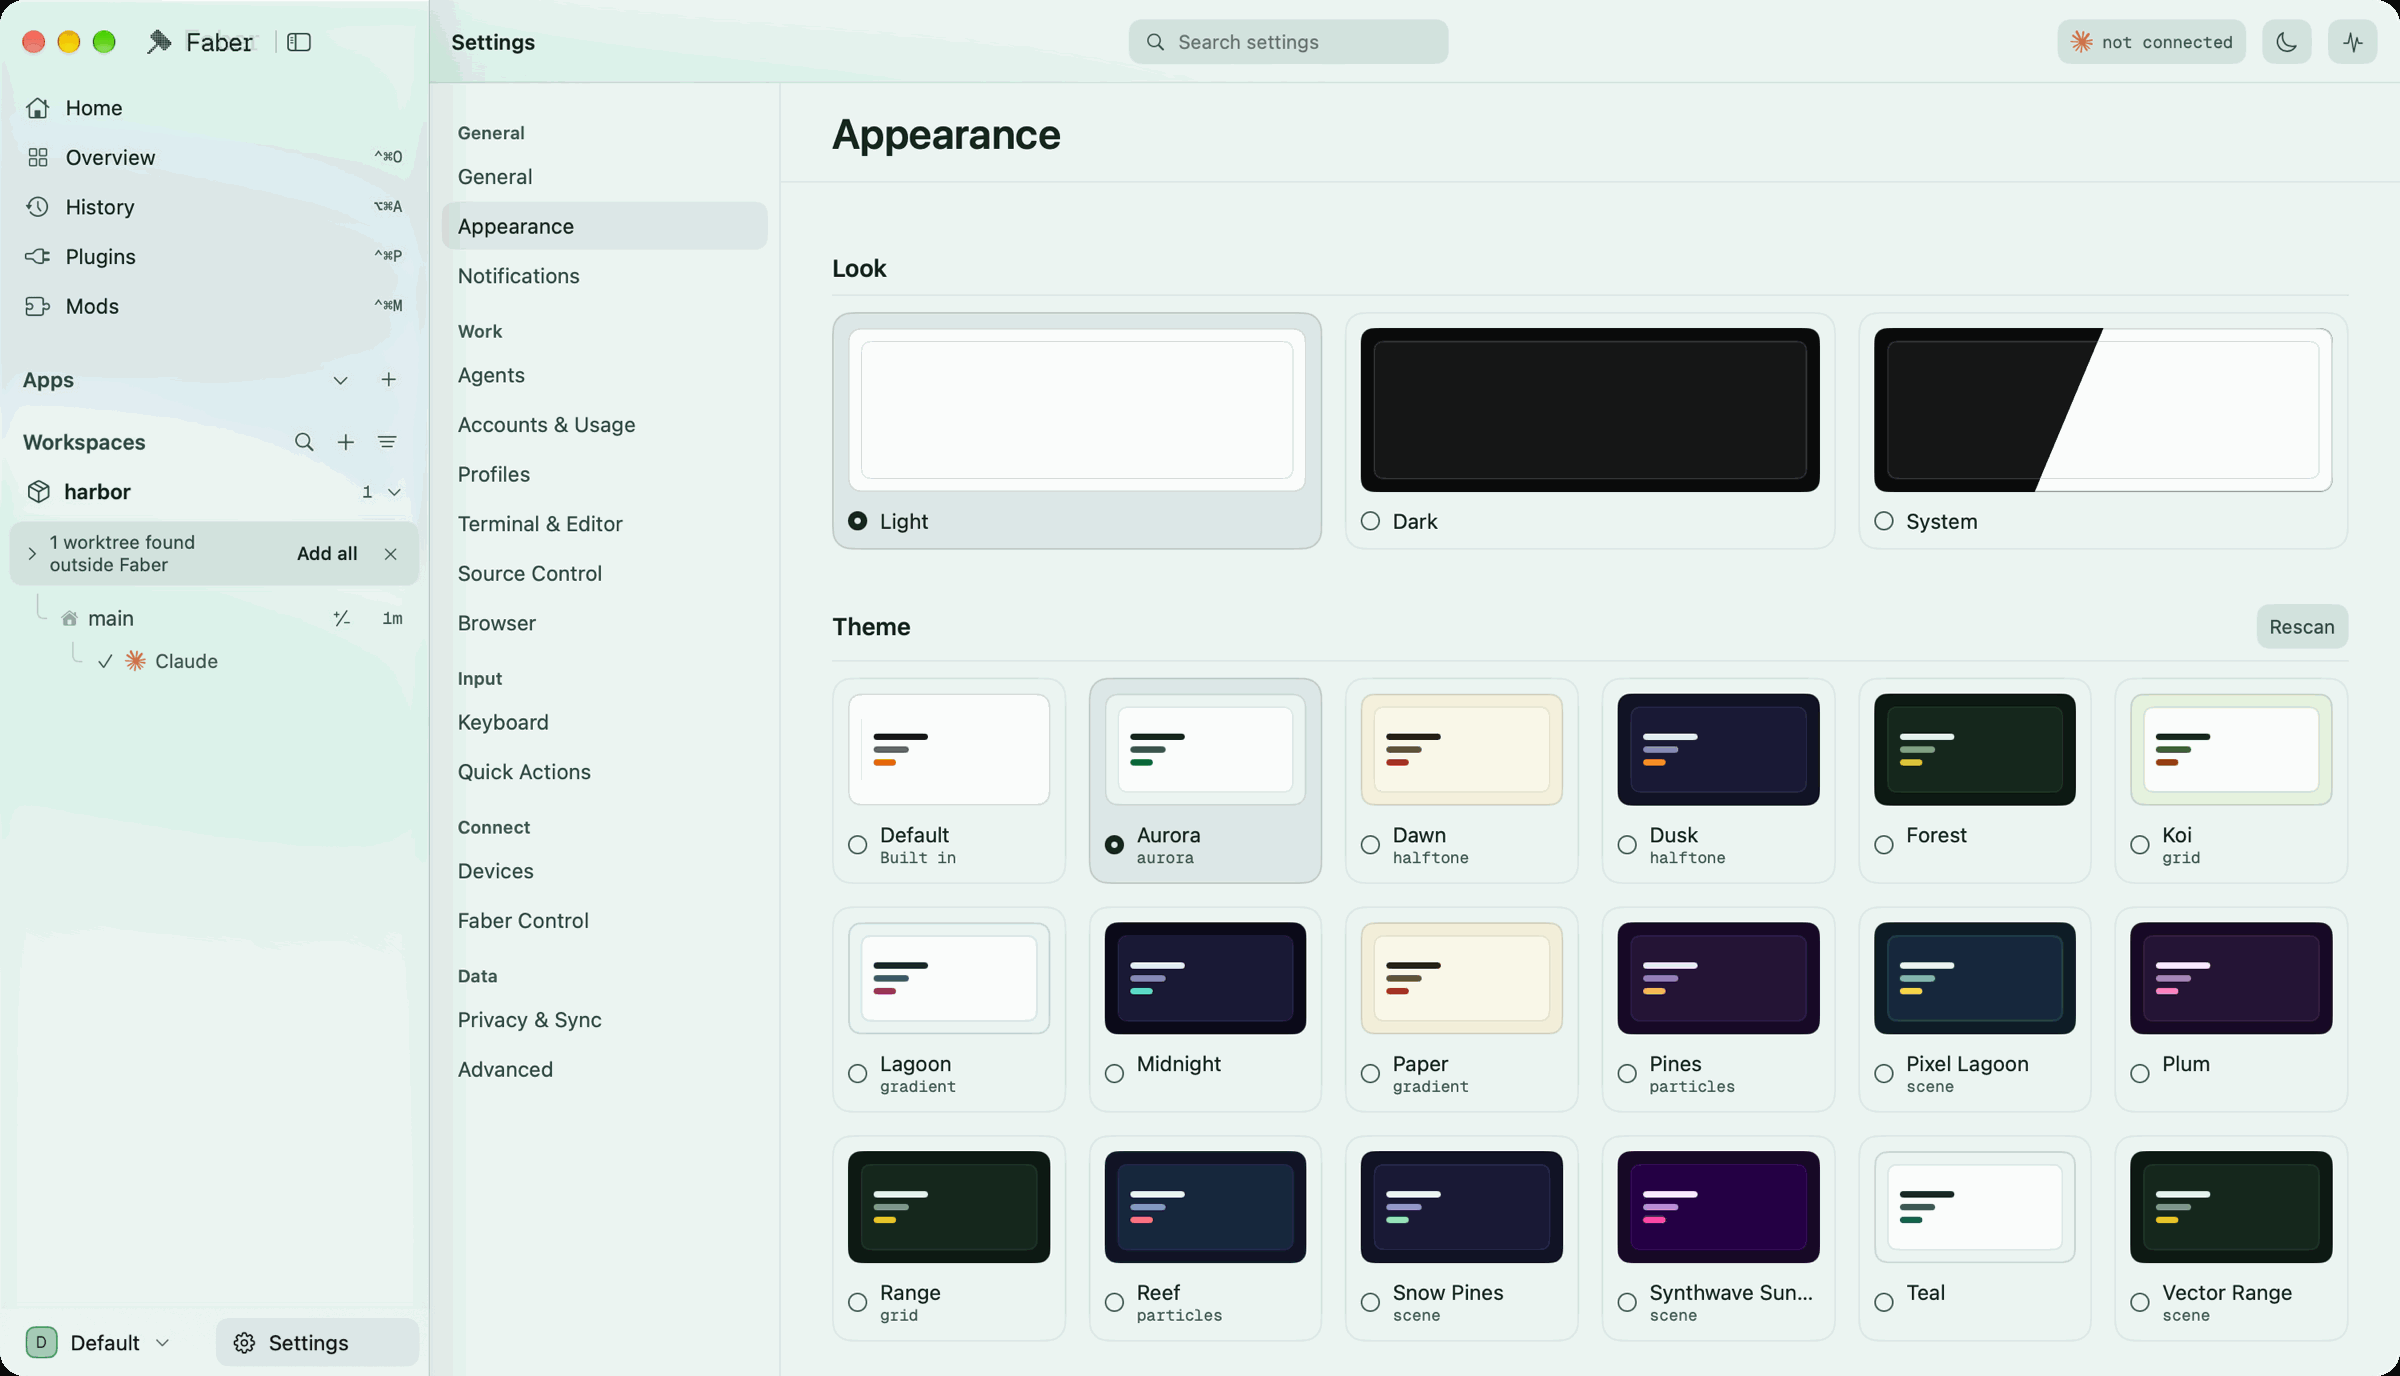 Faber
Settings
Search settings
not connected
Home
Overview ^⌘O
History ⌥⌘A
Plugins ^⌘P
Mods ^⌘M
Apps
Workspaces
harbor 1
1 worktree found
outside Faber
Add all
main +⁄- 1m
Claude
D Default
Settings
General
General
Appearance
Notifications
Work
Agents
Accounts & Usage
Profiles
Terminal & Editor
Source Control
Browser
Input
Keyboard
Quick Actions
Connect
Devices
Faber Control
Data
Privacy & Sync
Advanced
Appearance
Look
Light
Dark
System
Theme
Rescan
Default
Built in
Aurora
aurora
Dawn
halftone
Dusk
halftone
Forest
Koi
grid
Lagoon
gradient
Midnight
Paper
gradient
Pines
particles
Pixel Lagoon
scene
Plum
Range
grid
Reef
particles
Snow Pines
scene
Synthwave Sun...
scene
Teal
Vector Range
scene